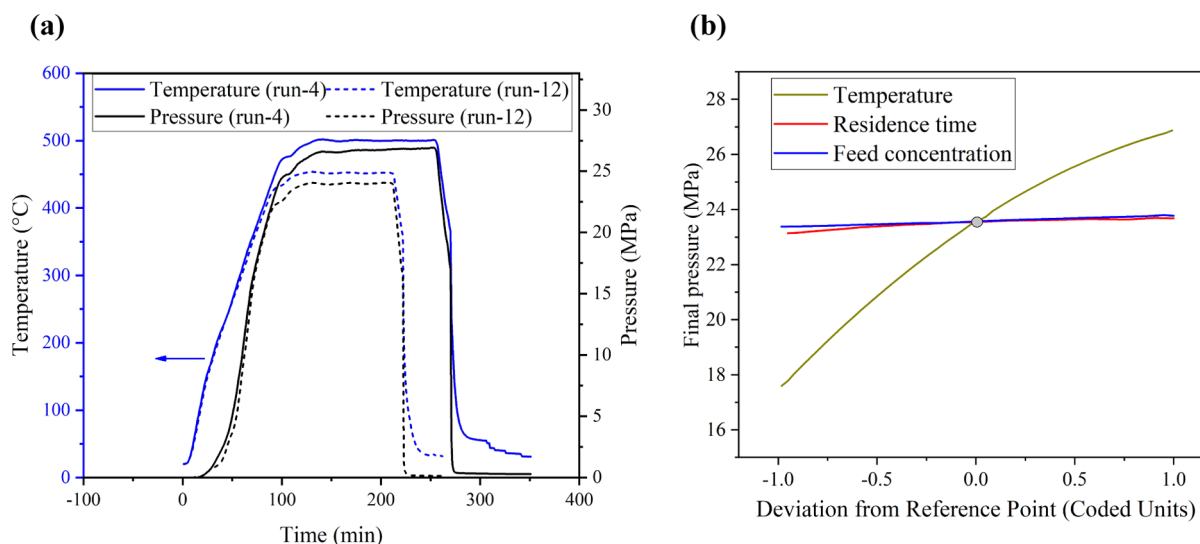 (a)
Temperature (run-4) Temperature (run-12)
Pressure (run-4) Pressure (run-12)
600
500
400
300
200
100
0
Temperature (°C)
30
25
20
15
10
5
0
Pressure (MPa)
-100 0 100 200 300 400
Time (min)
(b)
Temperature
Residence time
Feed concentration
28
26
24
22
20
18
16
Final pressure (MPa)
-1.0 -0.5 0.0 0.5 1.0
Deviation from Reference Point (Coded Units)